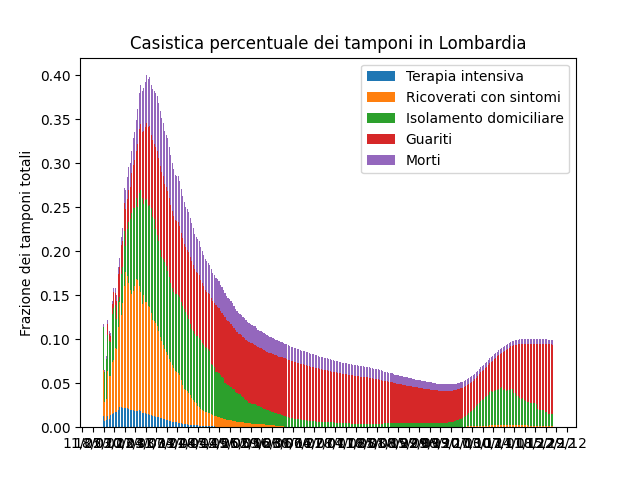 Casistica percentuale dei tamponi in Lombardia
Frazione dei tamponi totali
0.40
0.35
0.30
0.25
0.20
0.15
0.10
0.05
0.00
Terapia intensiva
Ricoverati con sintomi
Isolamento domiciliare
Guariti
Morti